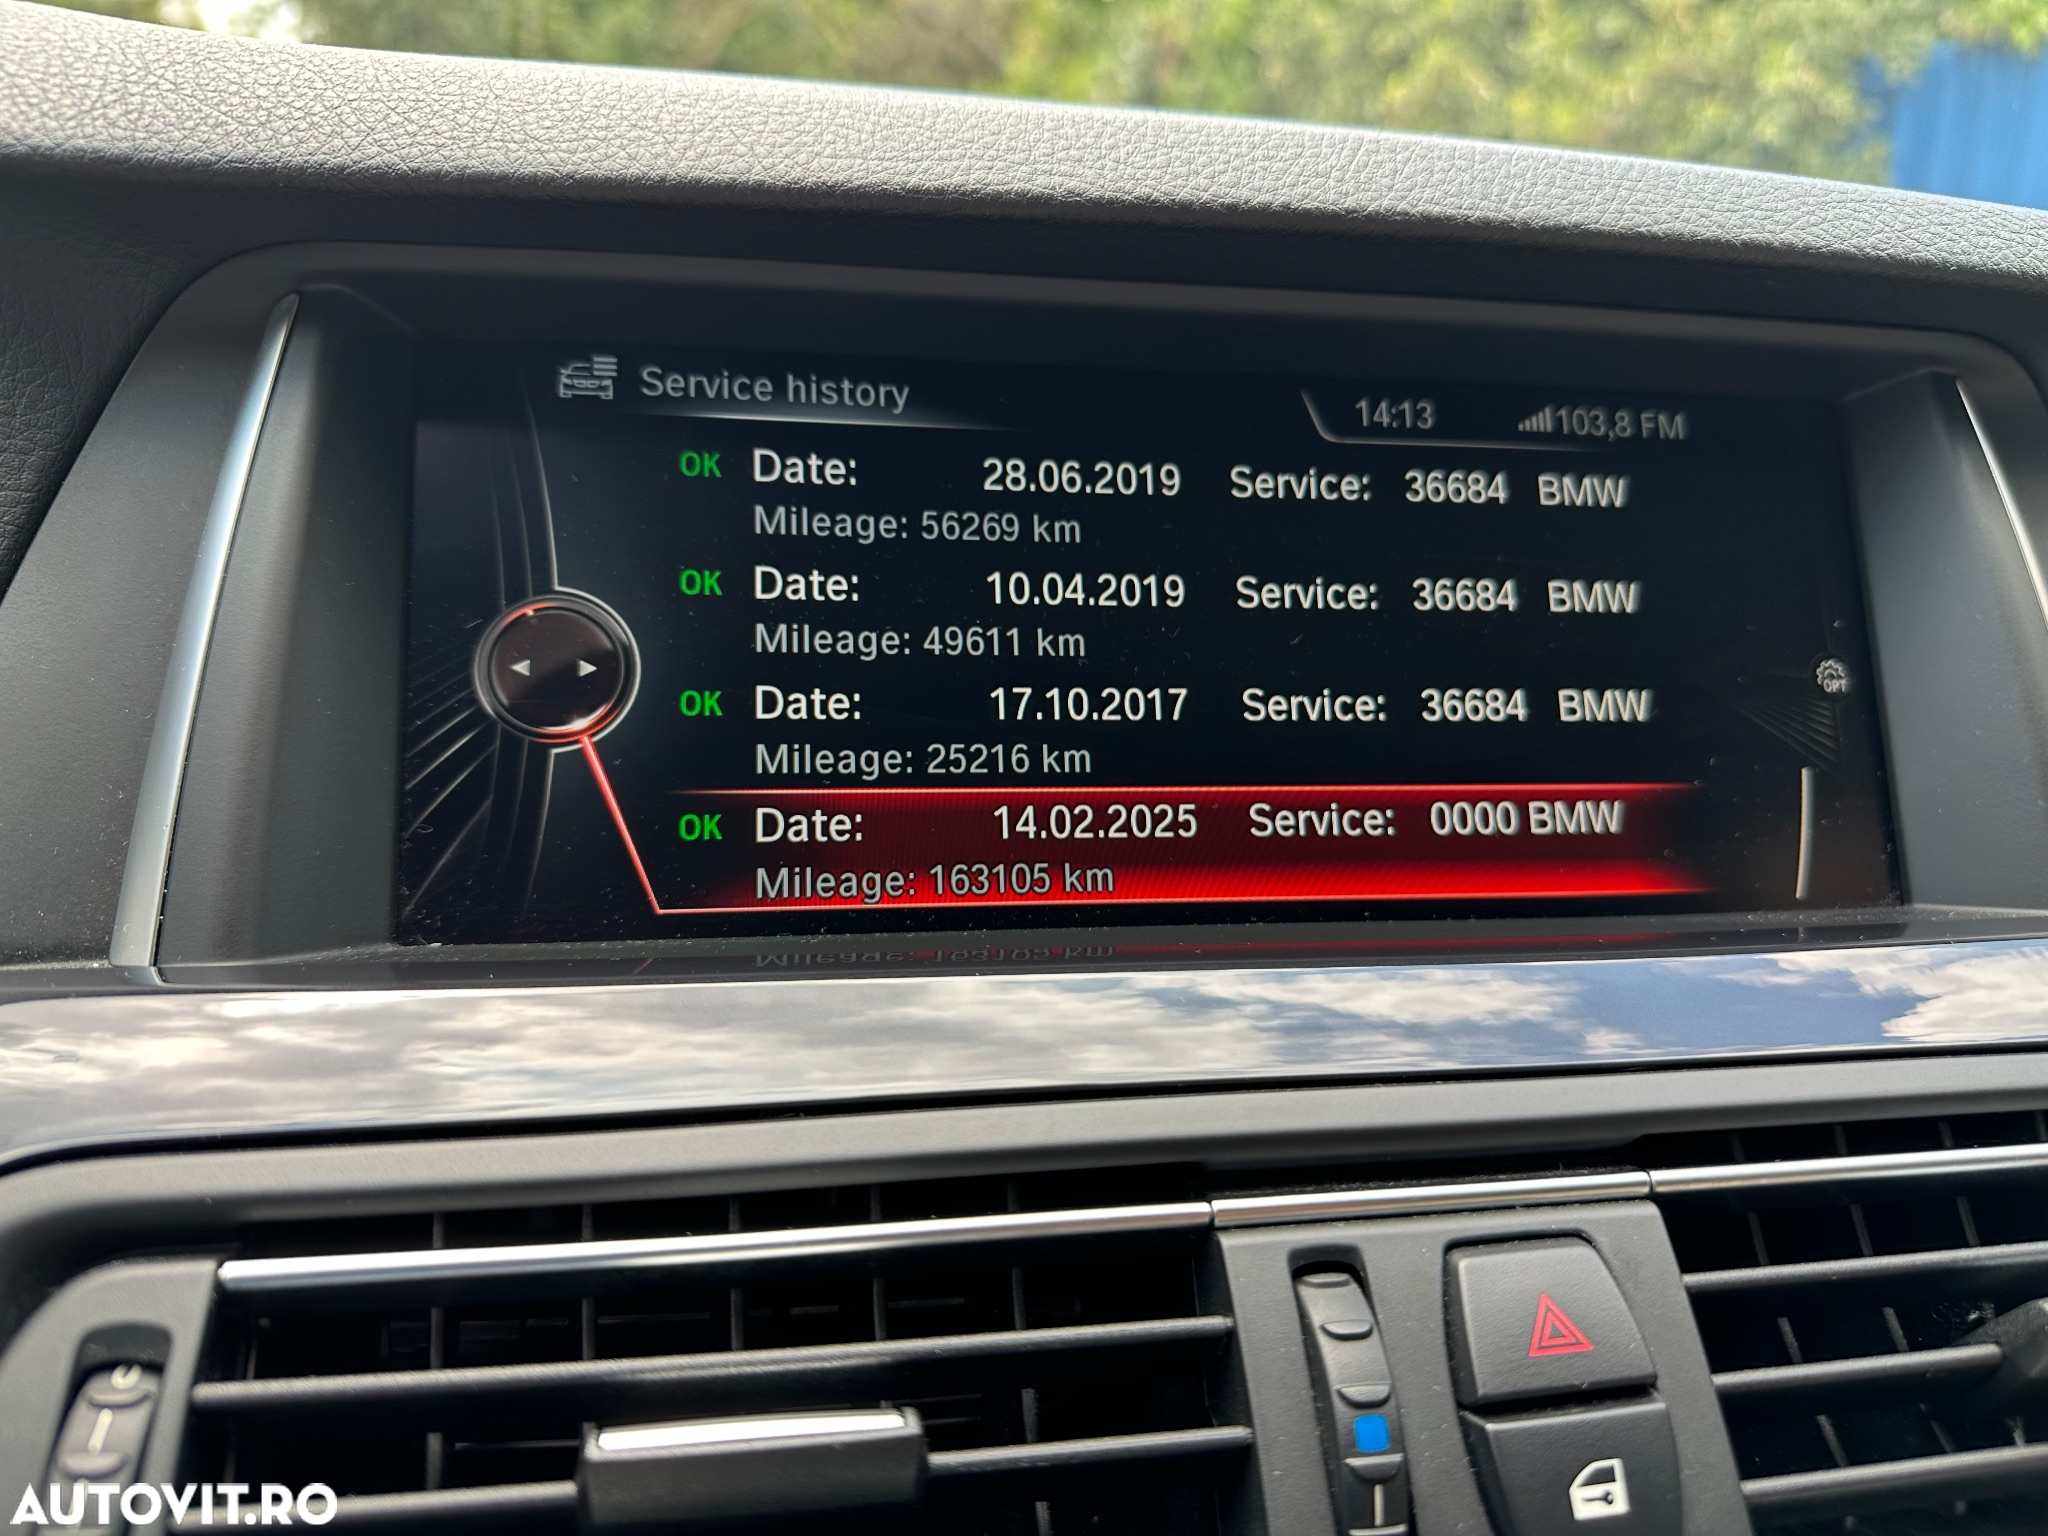 Service history
14:13 103,8 FM
OK Date: 28.06.2019 Service: 36684 BMW
Mileage: 56269 km
OK Date: 10.04.2019 Service: 36684 BMW
Mileage: 49611 km
OK Date: 17.10.2017 Service: 36684 BMW
Mileage: 25216 km
OK Date: 14.02.2025 Service: 0000 BMW
Mileage: 163105 km
OPT
AUTOVIT.RO